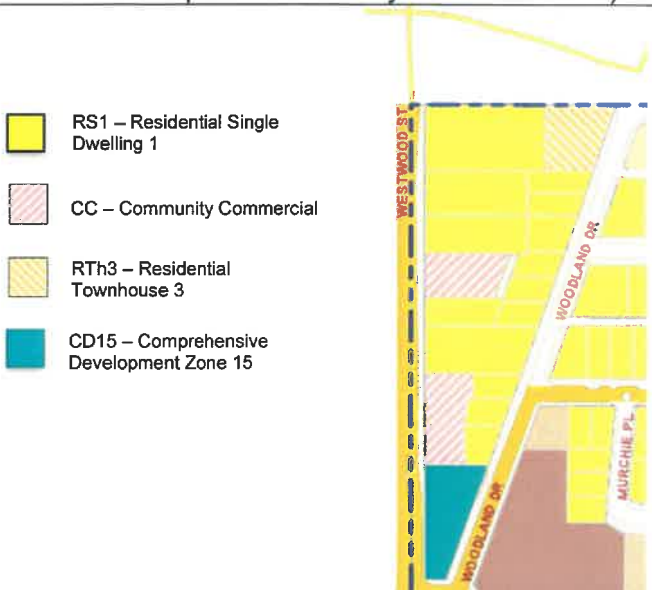 RS1 – Residential Single
Dwelling 1
CC – Community Commercial
RTh3 – Residential
Townhouse 3
CD15 – Comprehensive
Development Zone 15
WESTWOOD ST
WOODLAND DR
WOODLAND DR
MURCHIE PL